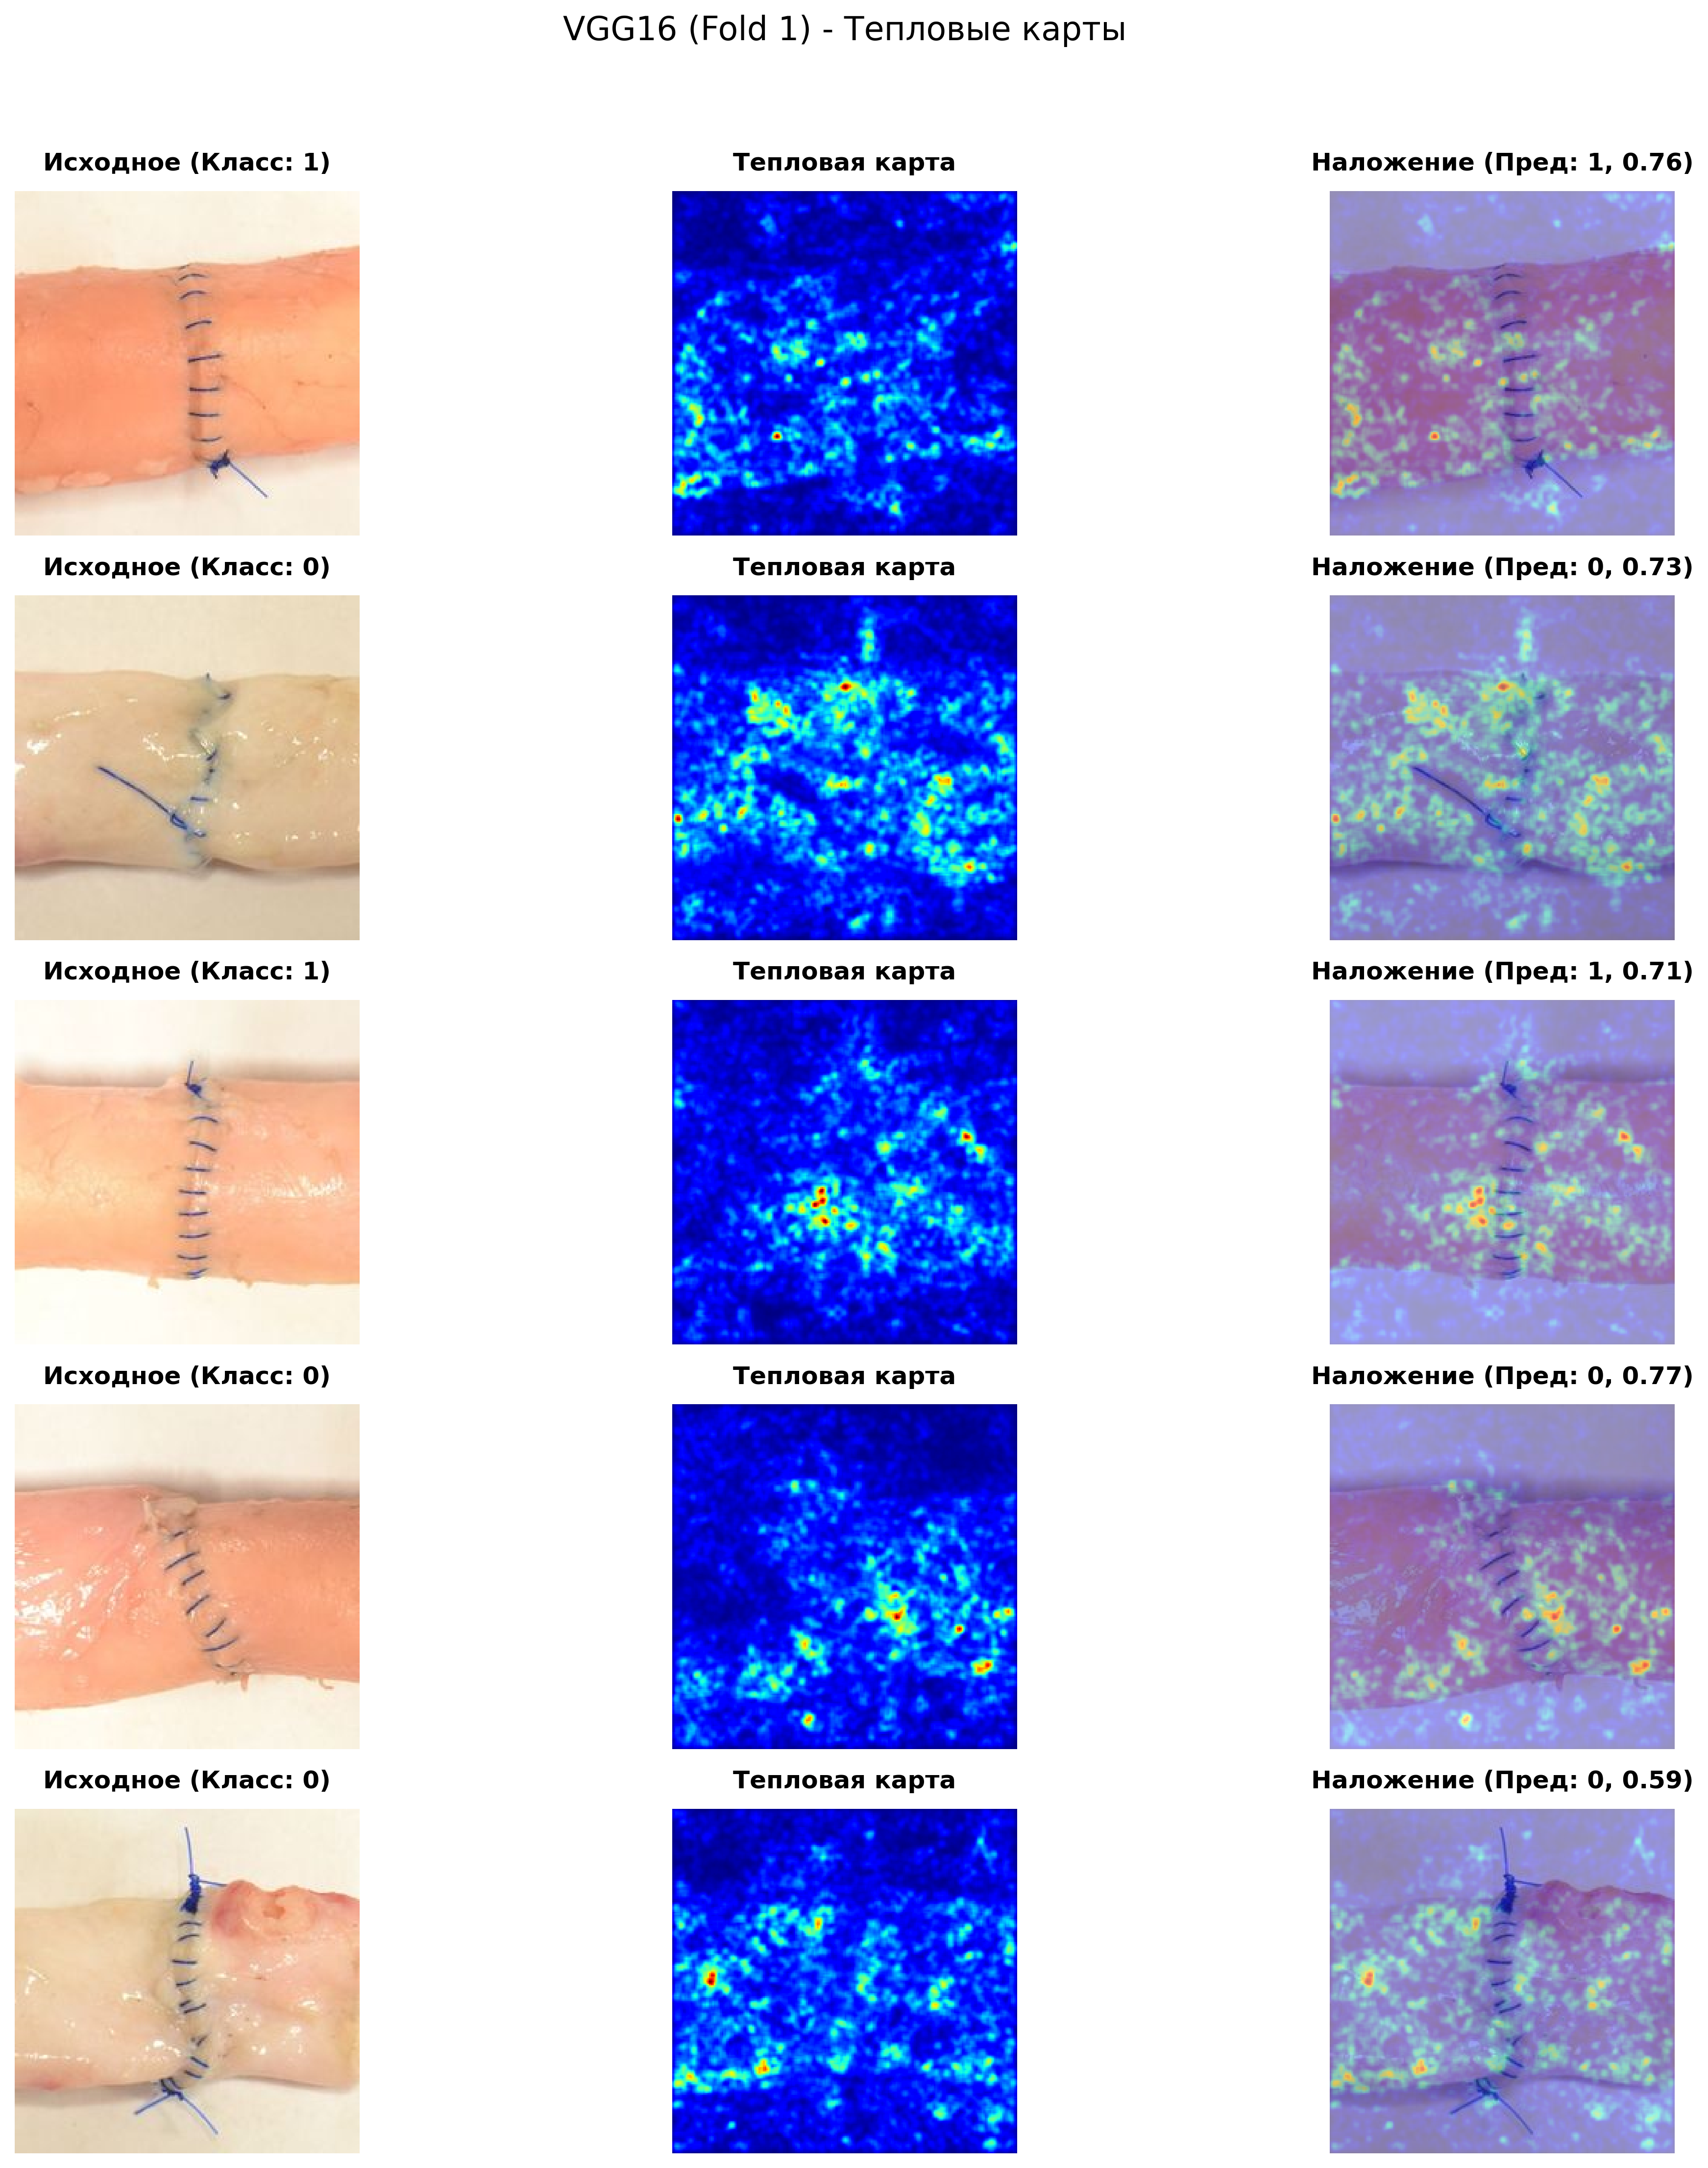 VGG16 (Fold 1) - Тепловые карты
Исходное (Класс: 1)
Тепловая карта
Наложение (Пред: 1, 0.76)
Исходное (Класс: 0)
Тепловая карта
Наложение (Пред: 0, 0.73)
Исходное (Класс: 1)
Тепловая карта
Наложение (Пред: 1, 0.71)
Исходное (Класс: 0)
Тепловая карта
Наложение (Пред: 0, 0.77)
Исходное (Класс: 0)
Тепловая карта
Наложение (Пред: 0, 0.59)